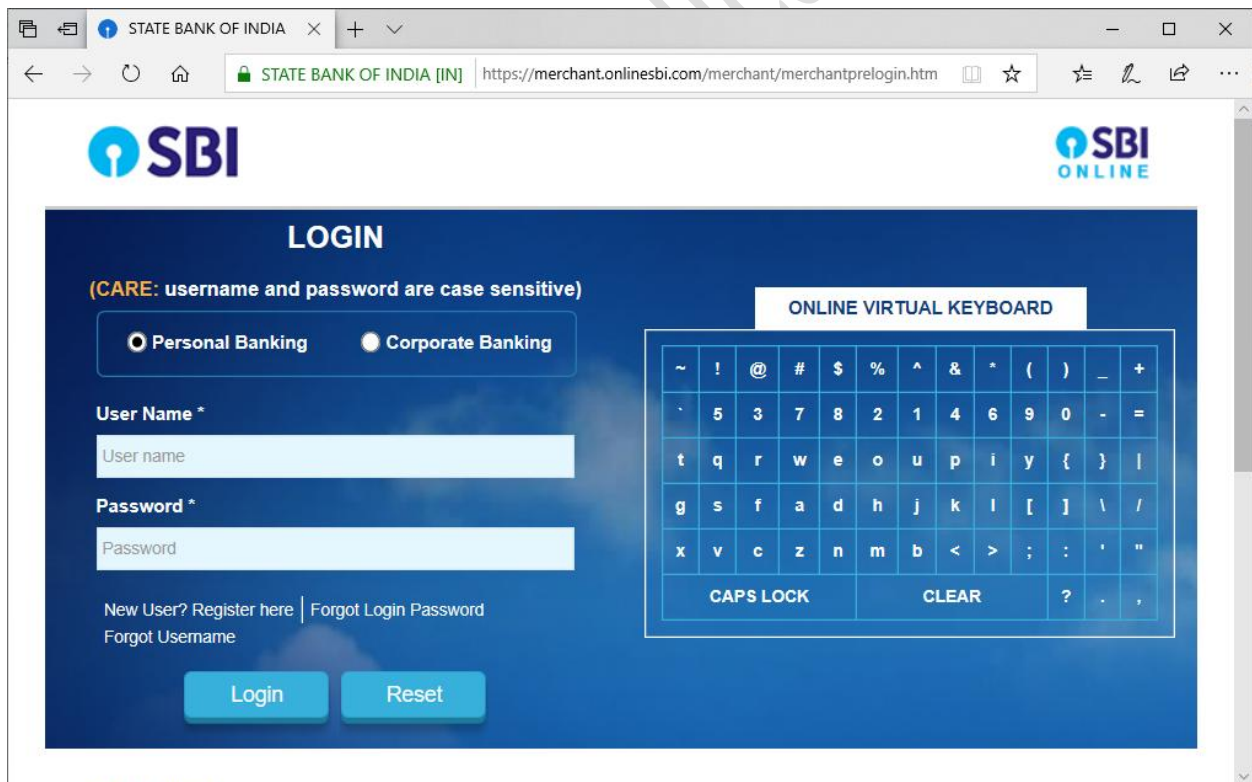 STATE BANK OF INDIA
STATE BANK OF INDIA [IN] https://merchant.onlinesbi.com/merchant/merchantprelogin.htm
SBI
SBI
ONLINE
LOGIN
(CARE: username and password are case sensitive)
Personal Banking Corporate Banking
User Name *
User name
Password *
Password
New User? Register here | Forgot Login Password
Forgot Username
Login Reset
ONLINE VIRTUAL KEYBOARD
~ ! @ # $ % ^ & * ( ) _ +
` 5 3 7 8 2 1 4 6 9 0 - =
t q r w e o u p i y { } |
g s f a d h j k l [ ] \ /
x v c z n m b < > ; : ' "
CAPS LOCK CLEAR ? . ,